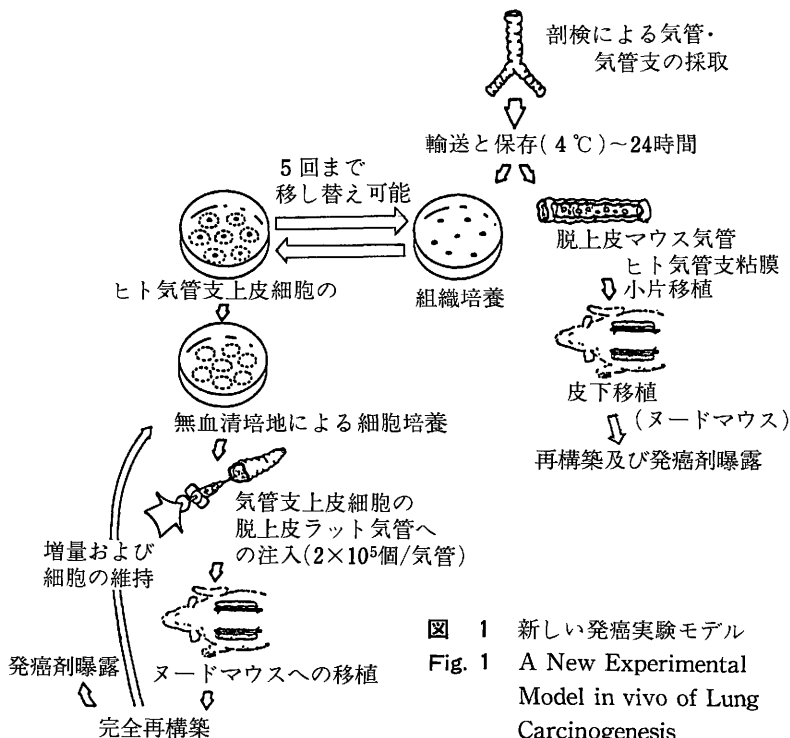 剖検による気管・
気管支の採取
輸送と保存(4℃)~24時間
5回まで
移し替え可能
ヒト気管支上皮細胞の
組織培養
脱上皮マウス気管
ヒト気管支粘膜
小片移植
皮下移植
(ヌードマウス)
再構築及び発癌剤曝露
無血清培地による細胞培養
気管支上皮細胞の
脱上皮ラット気管へ
の注入(2×10⁵個/気管)
増量および
細胞の維持
ヌードマウスへの移植
発癌剤曝露
完全再構築
図 1 新しい発癌実験モデル
Fig. 1 A New Experimental
Model in vivo of Lung
Carcinogenesis